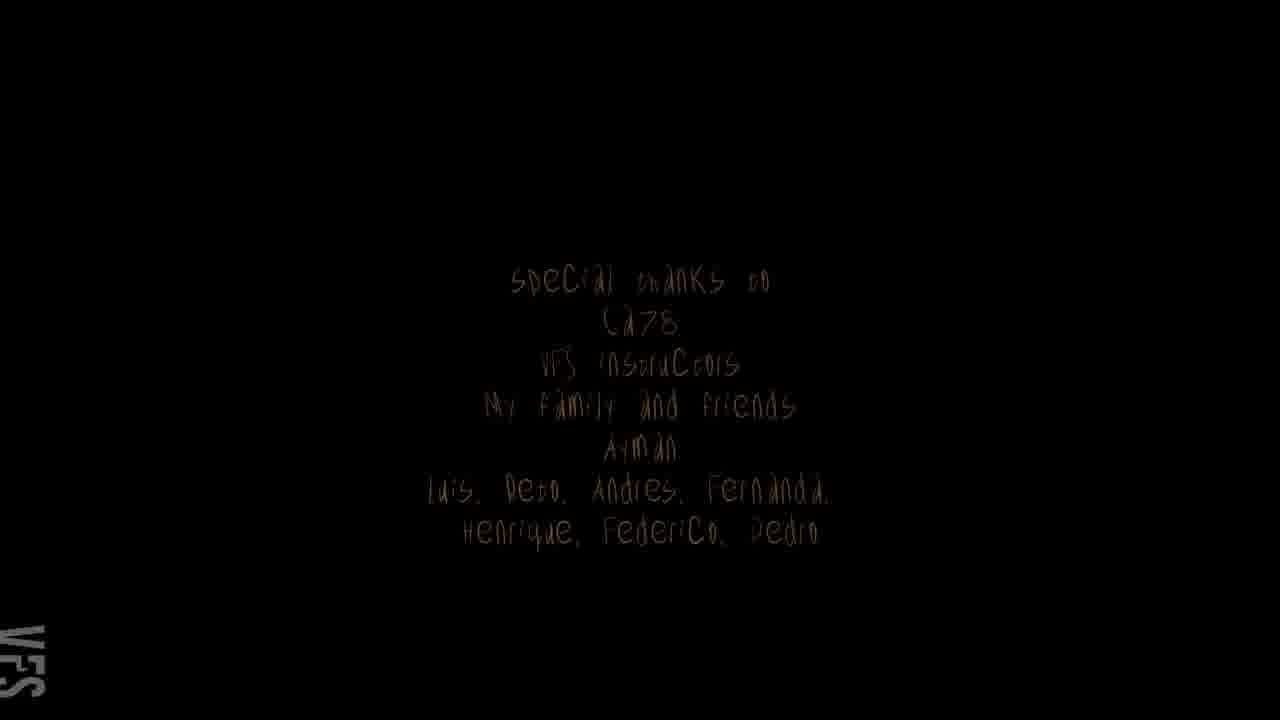 special thanks to
Ca78
VFS instruCtors
My family and friends
Ayman
Luis, Beto, Andres, Fernanda,
Henrique, FederiCo, Pedro
VFS